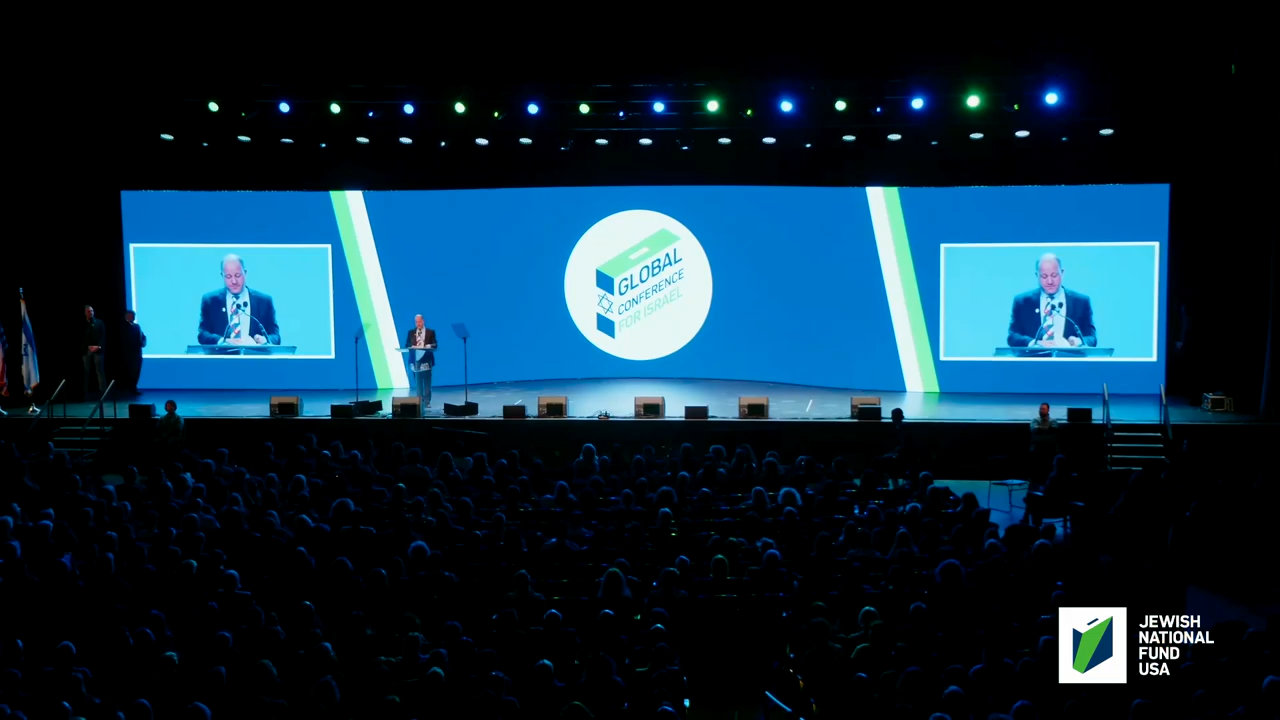 GLOBAL
CONFERENCE
FOR ISRAEL
JEWISH
NATIONAL
FUND
USA